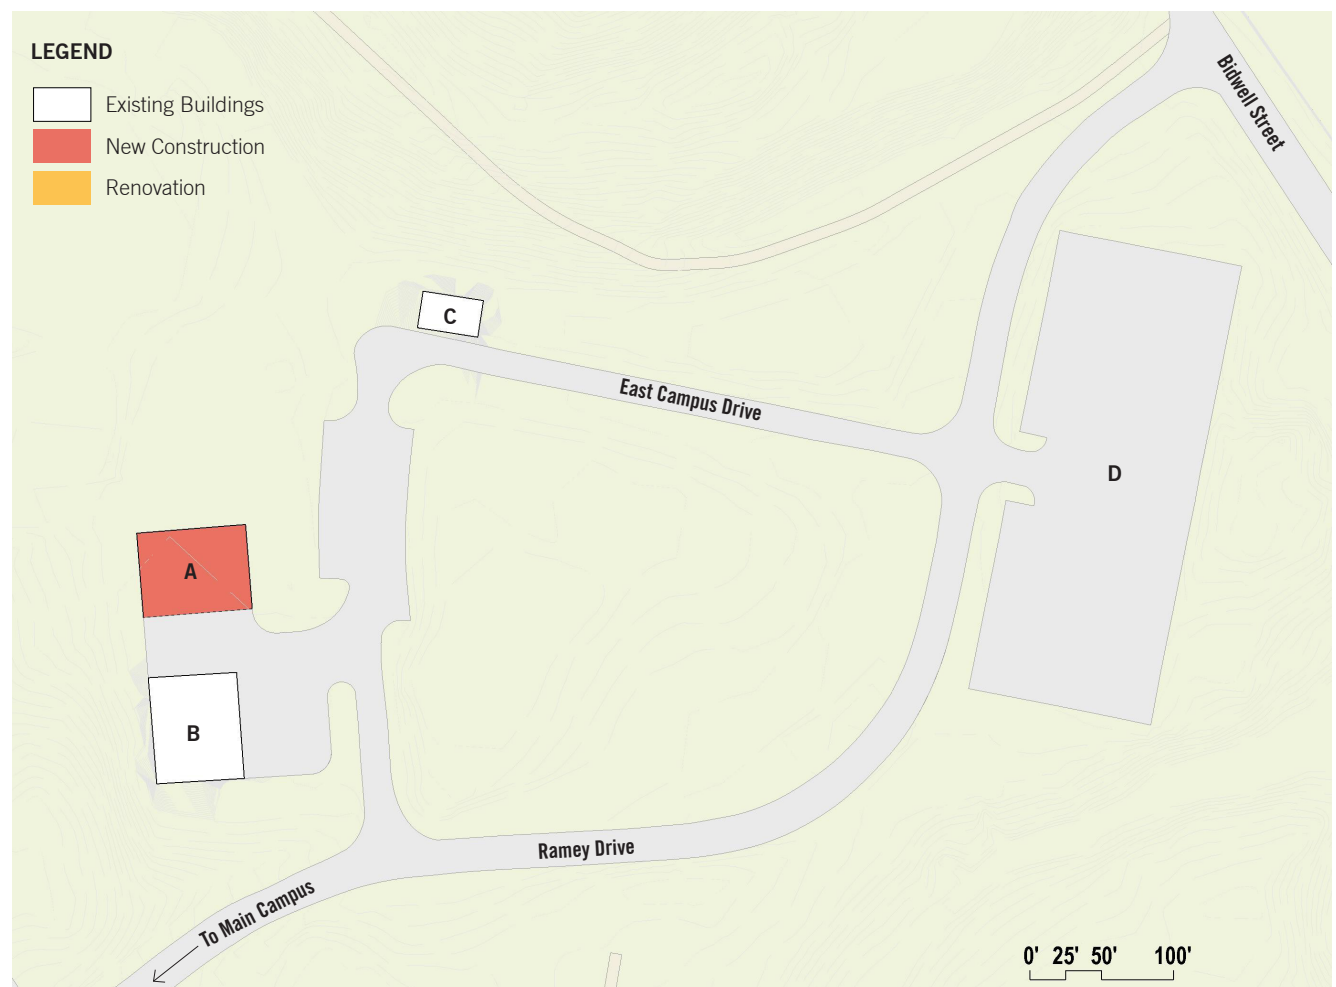 LEGEND
Existing Buildings
New Construction
Renovation
Bidwell Street
C
East Campus Drive
D
A
B
Ramey Drive
To Main Campus
0' 25' 50' 100'